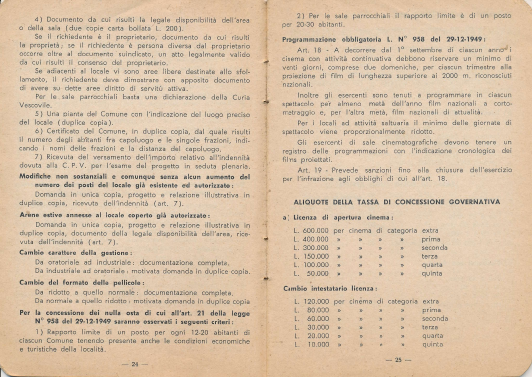 4) Documento da cui risulti la legale disponibilità dell'area
o della sala (due copie carta bollata L. 200).
Se il richiedente è il proprietario, documento da cui risulti
la proprietà; se il richiedente è persona diversa dal proprietario
occorre oltre al documento suindicato, un atto legalmente valido
da cui risulti il consenso del proprietario.
Se adiacenti al locale vi sono aree libere destinate allo sfol-
lamento, il richiedente deve dimostrare con apposito documento
di avere su dette aree diritto di servitù attiva.
Per le sale parrocchiali basta una dichiarazione della Curia
Vescovile.
5) Una pianta del Comune con l'indicazione del luogo preciso
del locale (duplice copia).
6) Certificato del Comune, in duplice copia, dal quale risulti
il numero degli abitanti fra capoluogo e le singole frazioni, indi-
cando i nomi delle frazioni e la distanza del capoluogo.
7) Ricevuta del versamento dell'importo relativo all'indennità
dovuta alla C.P.V. per l'esame del progetto in seduta plenaria.
Modifiche non sostanziali e comunque senza alcun aumento del
numero dei posti del locale già esistente ed autorizzato:
Domanda in unica copia, progetto e relazione illustrativa in
duplice copia, ricevute dell'indennità (art. 7).
Arene estive annesse al locale coperto già autorizzato:
Domanda in unica copia, progetto e relazione illustrativa in
duplice copia, documento della legale disponibilità dell'area, rice-
vuta dell'indennità (art. 7).
Cambio carattere della gestione:
Da oratorial ad industriale: documentazione completa.
Da industriale ad oratorial: motivata domanda in duplice copia.
Cambio del formato della pellicola:
Da ridotto a quello normale: documentazione completa.
Da normale a quello ridotto: motivata domanda in duplice copia
Per la concessione dei nulla osta di cui all'art. 21 della legge
N° 958 del 29-12-1949 saranno osservati i seguenti criteri:
1) Rapporto limite di un posto per ogni 12-20 abitanti di
ciascun Comune tenendo presente anche le condizioni economiche
e turistiche della località.
— 24 —
2) Per le sale parrocchiali il rapporto limite è di un posto
per 20-30 abitanti.
Programmazione obbligatoria L. N° 958 del 29-12-1949:
Art. 18 - A decorrere dal 1° settembre di ciascun anno i
cinema con attività continuativa debbono riservare un minimo di
venti giorni, comprese due domeniche, per ciascun trimestre alla
proiezione di film di lunghezza superiore ai 2000 m, riconosciuti
nazionali.
Inoltre gli esercenti sono tenuti a programmare in ciascun
spettacolo per almeno metà dell'anno film nazionali a corto-
metraggio e, per l'altra metà, film nazionali di attualità.
Per i locali ad attività saltuaria il minimo delle giornate di
spettacolo viene proporzionalmente ridotto.
Gli esercenti di sale cinematografiche devono tenere un
registro delle programmazioni con l'indicazione cronologica dei
films proiettati.
Art. 19 - Prevede sanzioni fino alla chiusura dell'esercizio
per l'infrazione agli obblighi di cui all'art. 18.
ALIQUOTE DELLA TASSA DI CONCESSIONE GOVERNATIVA
a) Licenza di apertura cinema:
L. 600.000 per cinema di categoria extra
L. 400.000 » » » » prima
L. 300.000 » » » » seconda
L. 150.000 » » » » terza
L. 100.000 » » » » quarta
L. 50.000 » » » » quinta
Cambio intestatario licenza:
L. 120.000 per cinema di categoria extra
L. 80.000 » » » » prima
L. 60.000 » » » » seconda
L. 30.000 » » » » terza
L. 20.000 » » » » quarta
L. 10.000 » » » » quinta
— 25 —